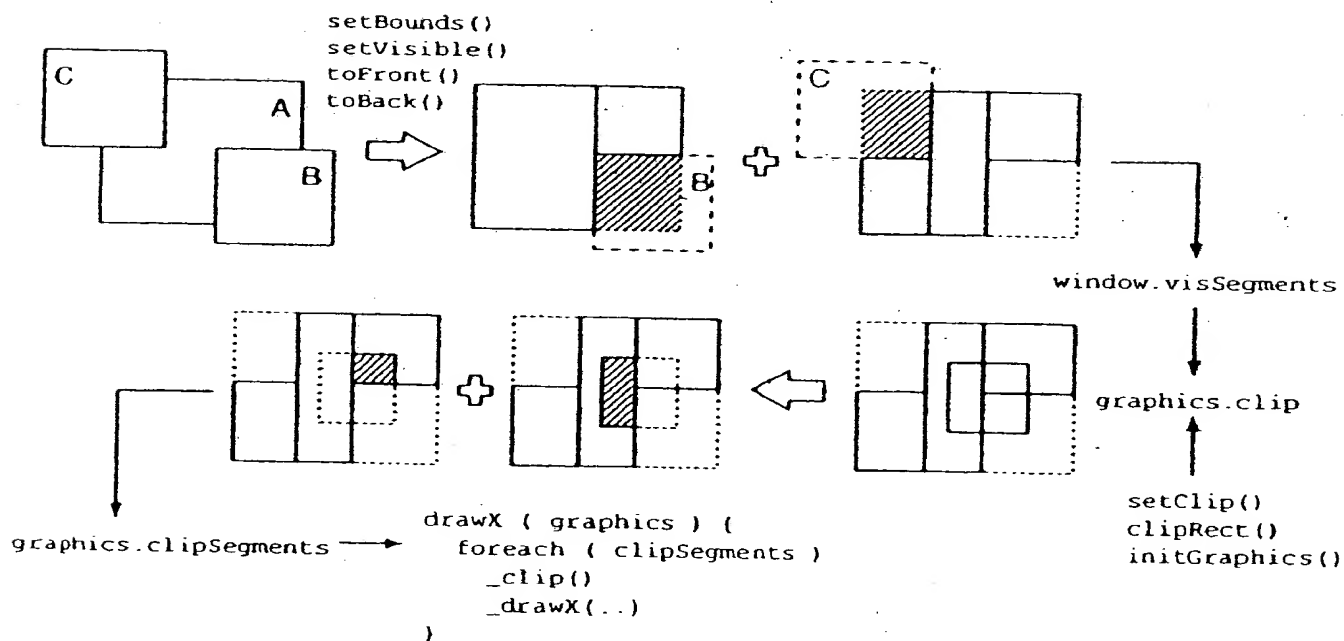 setBounds()
setVisible()
toFront()
toBack()
C
A
B
B
C
window.visSegments
graphics.clip
setClip()
clipRect()
initGraphics()
graphics.clipSegments
drawX ( graphics ) {
foreach ( clipSegments )
_clip()
_drawX(..)
}